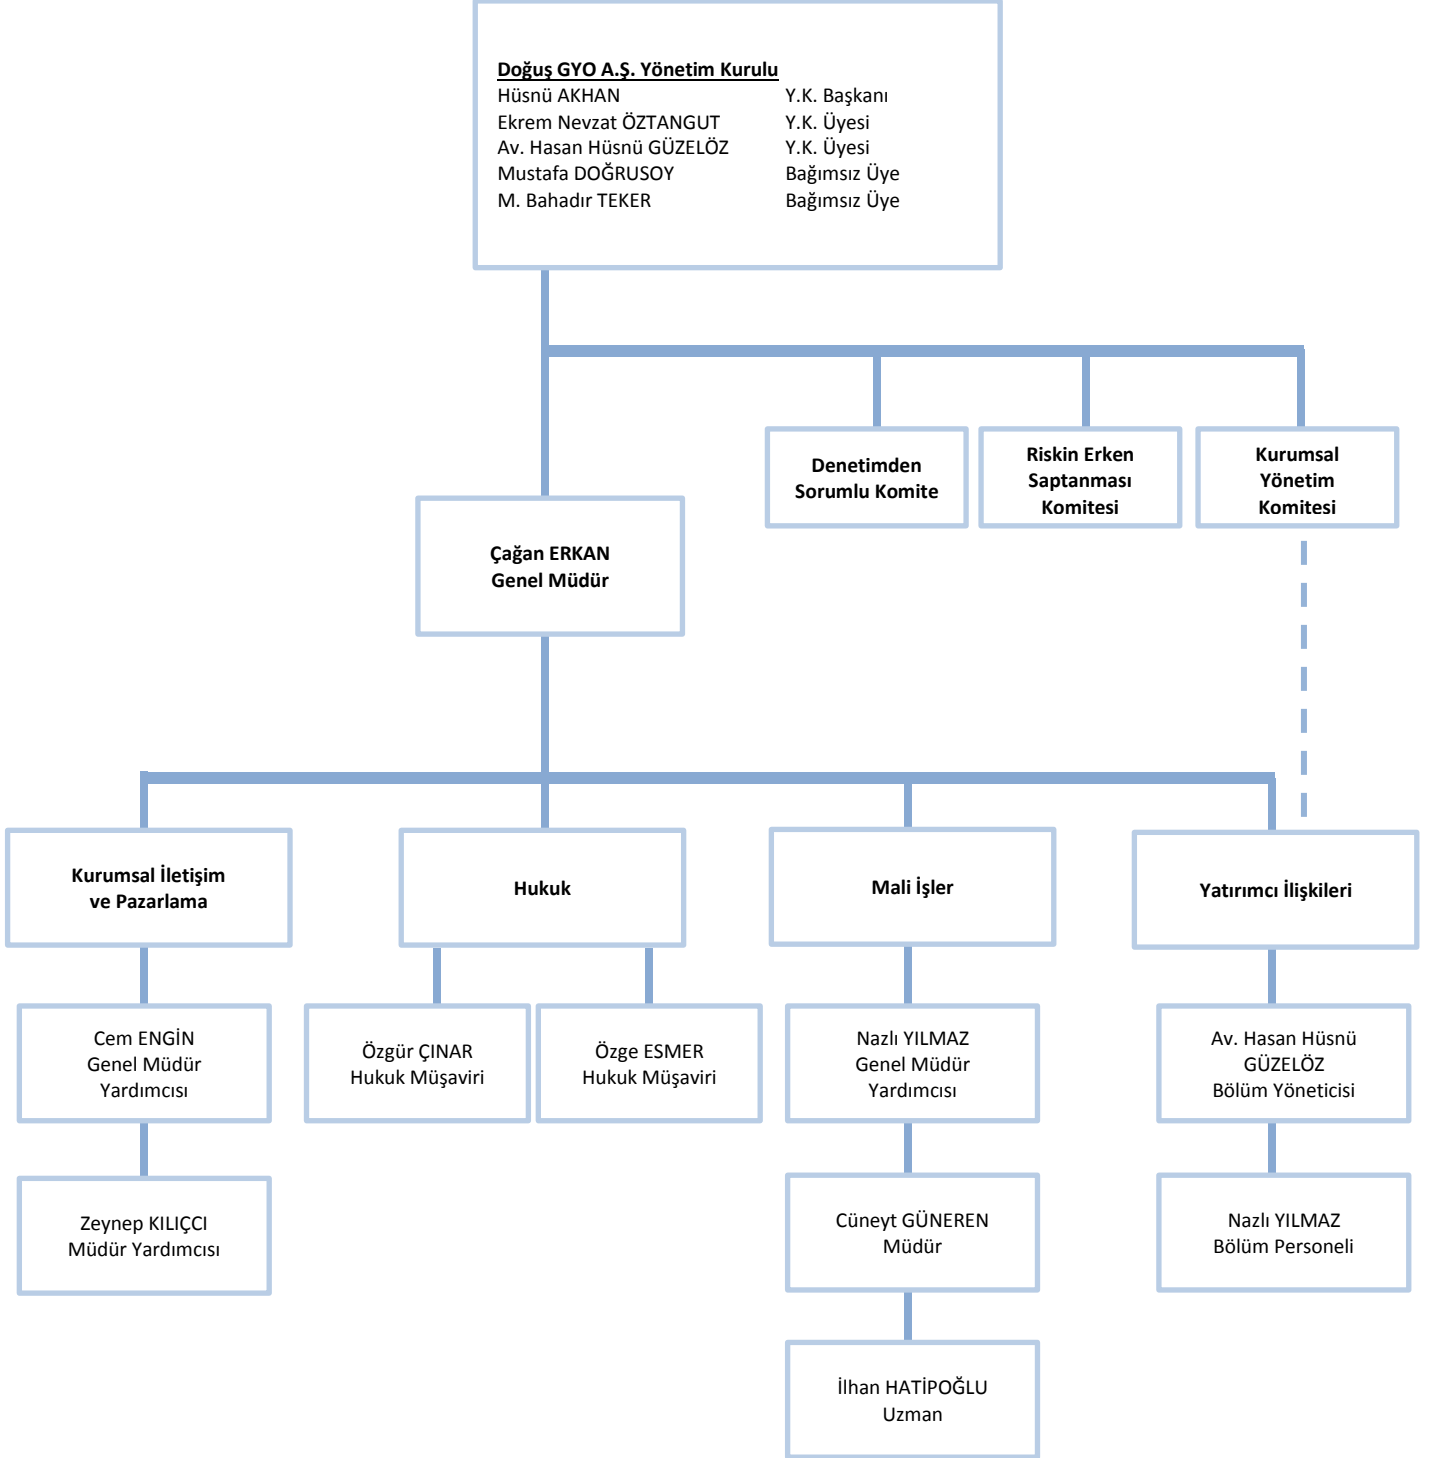 Doğuş GYO A.Ş. Yönetim Kurulu
Hüsnü AKHAN Y.K. Başkanı
Ekrem Nevzat ÖZTANGUT Y.K. Üyesi
Av. Hasan Hüsnü GÜZELÖZ Y.K. Üyesi
Mustafa DOĞRUSOY Bağımsız Üye
M. Bahadır TEKER Bağımsız Üye
Denetimden
Sorumlu Komite
Riskin Erken
Saptanması
Komitesi
Kurumsal
Yönetim
Komitesi
Çağan ERKAN
Genel Müdür
Kurumsal İletişim
ve Pazarlama
Hukuk
Mali İşler
Yatırımcı İlişkileri
Cem ENGİN
Genel Müdür
Yardımcısı
Özgür ÇINAR
Hukuk Müşaviri
Özge ESMER
Hukuk Müşaviri
Nazlı YILMAZ
Genel Müdür
Yardımcısı
Av. Hasan Hüsnü
GÜZELÖZ
Bölüm Yöneticisi
Zeynep KILIÇCI
Müdür Yardımcısı
Cüneyt GÜNEREN
Müdür
Nazlı YILMAZ
Bölüm Personeli
İlhan HATİPOĞLU
Uzman